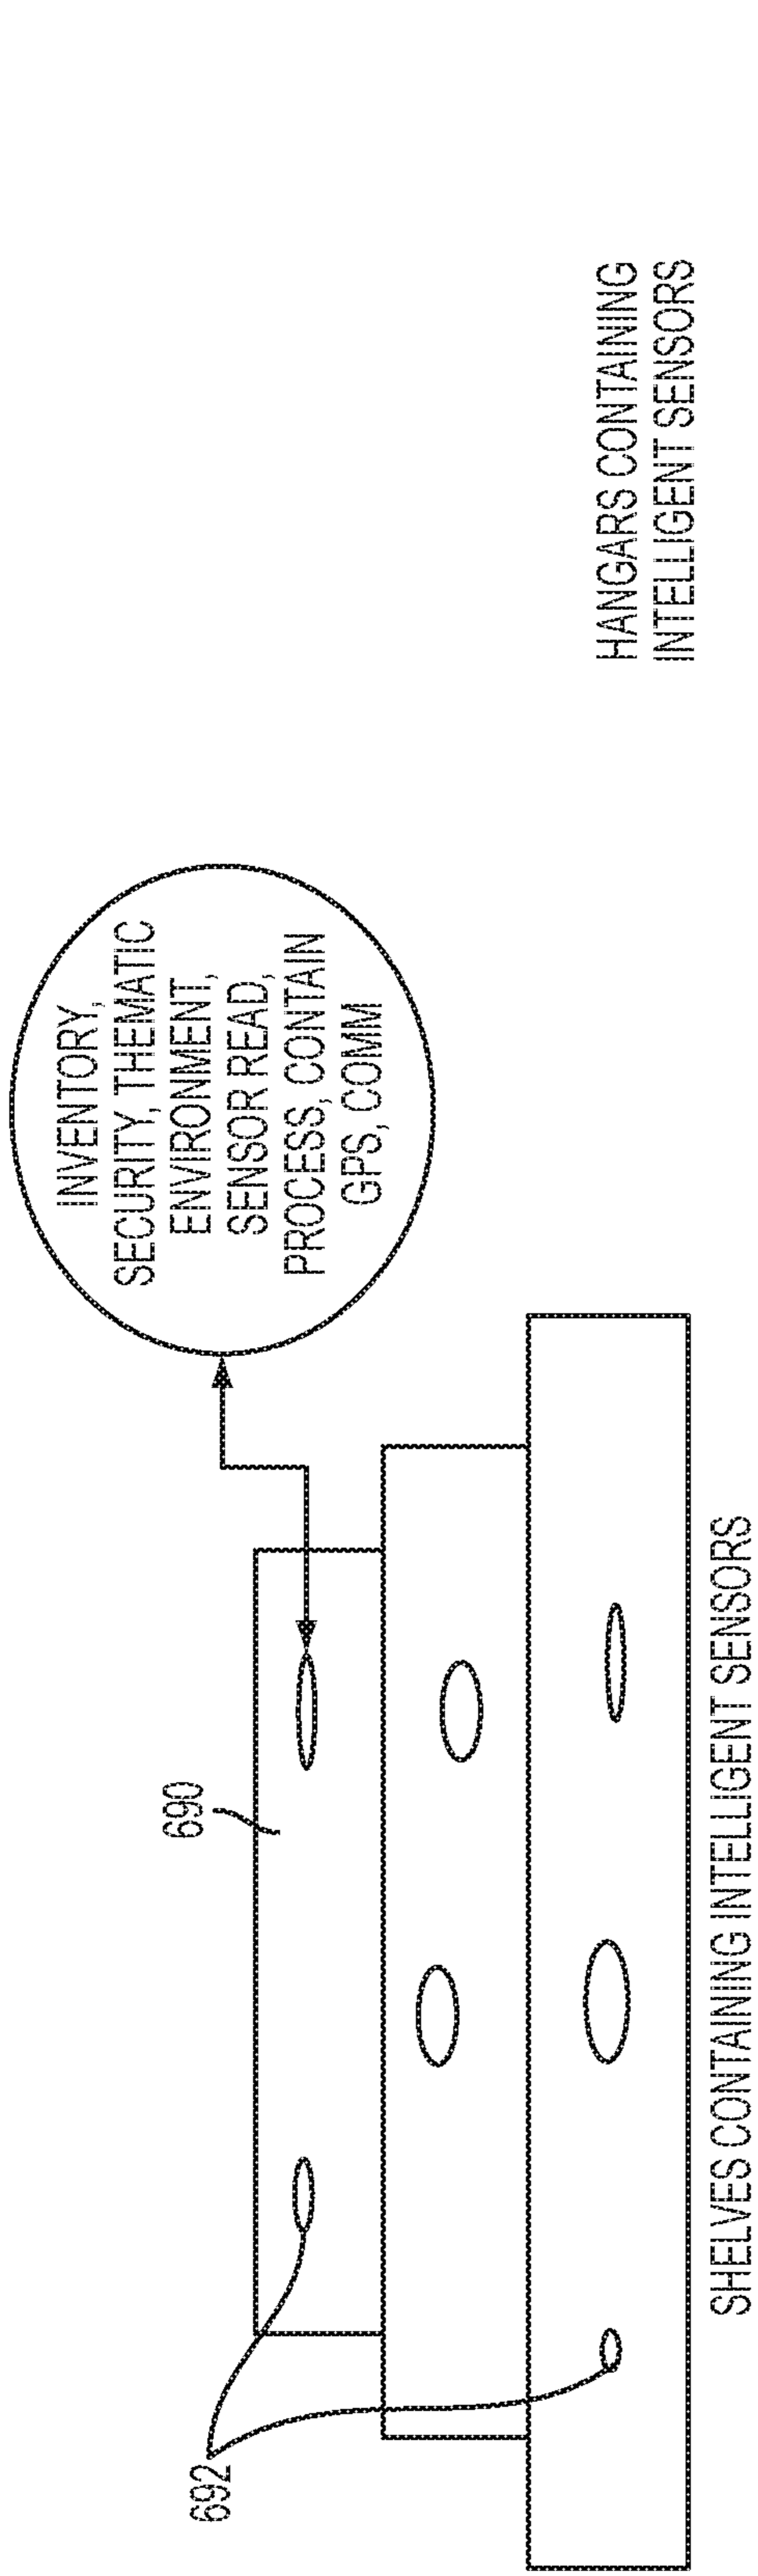 692
690
INVENTORY,
SECURITY, THEMATIC
ENVIRONMENT,
SENSOR READ,
PROCESS, CONTAIN
GPS, COMM
SHELVES CONTAINING INTELLIGENT SENSORS
HANGARS CONTAINING
INTELLIGENT SENSORS